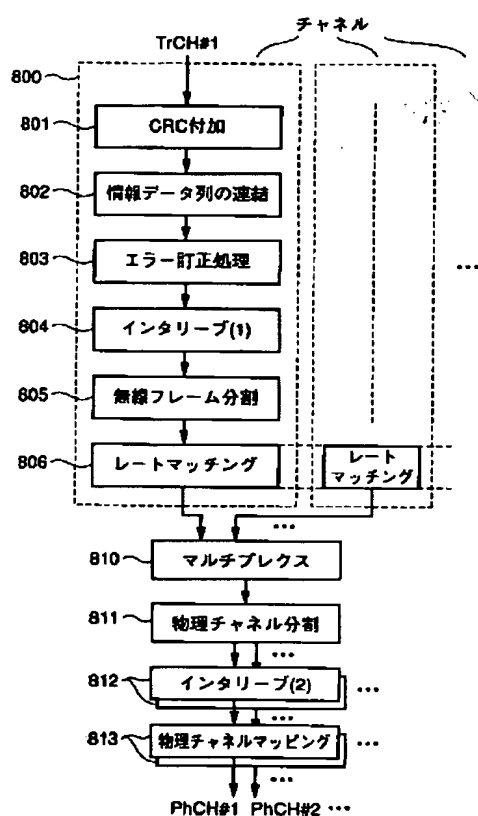 チャネル
TrCH#1
800
801 CRC付加
802 情報データ列の連結
803 エラー訂正処理
804 インタリーブ(1)
805 無線フレーム分割
806 レートマッチング
レート
マッチング
...
...
810 マルチプレクス
811 物理チャネル分割
...
812 インタリーブ(2) ...
...
813 物理チャネルマッピング ...
...
PhCH#1 PhCH#2 ...